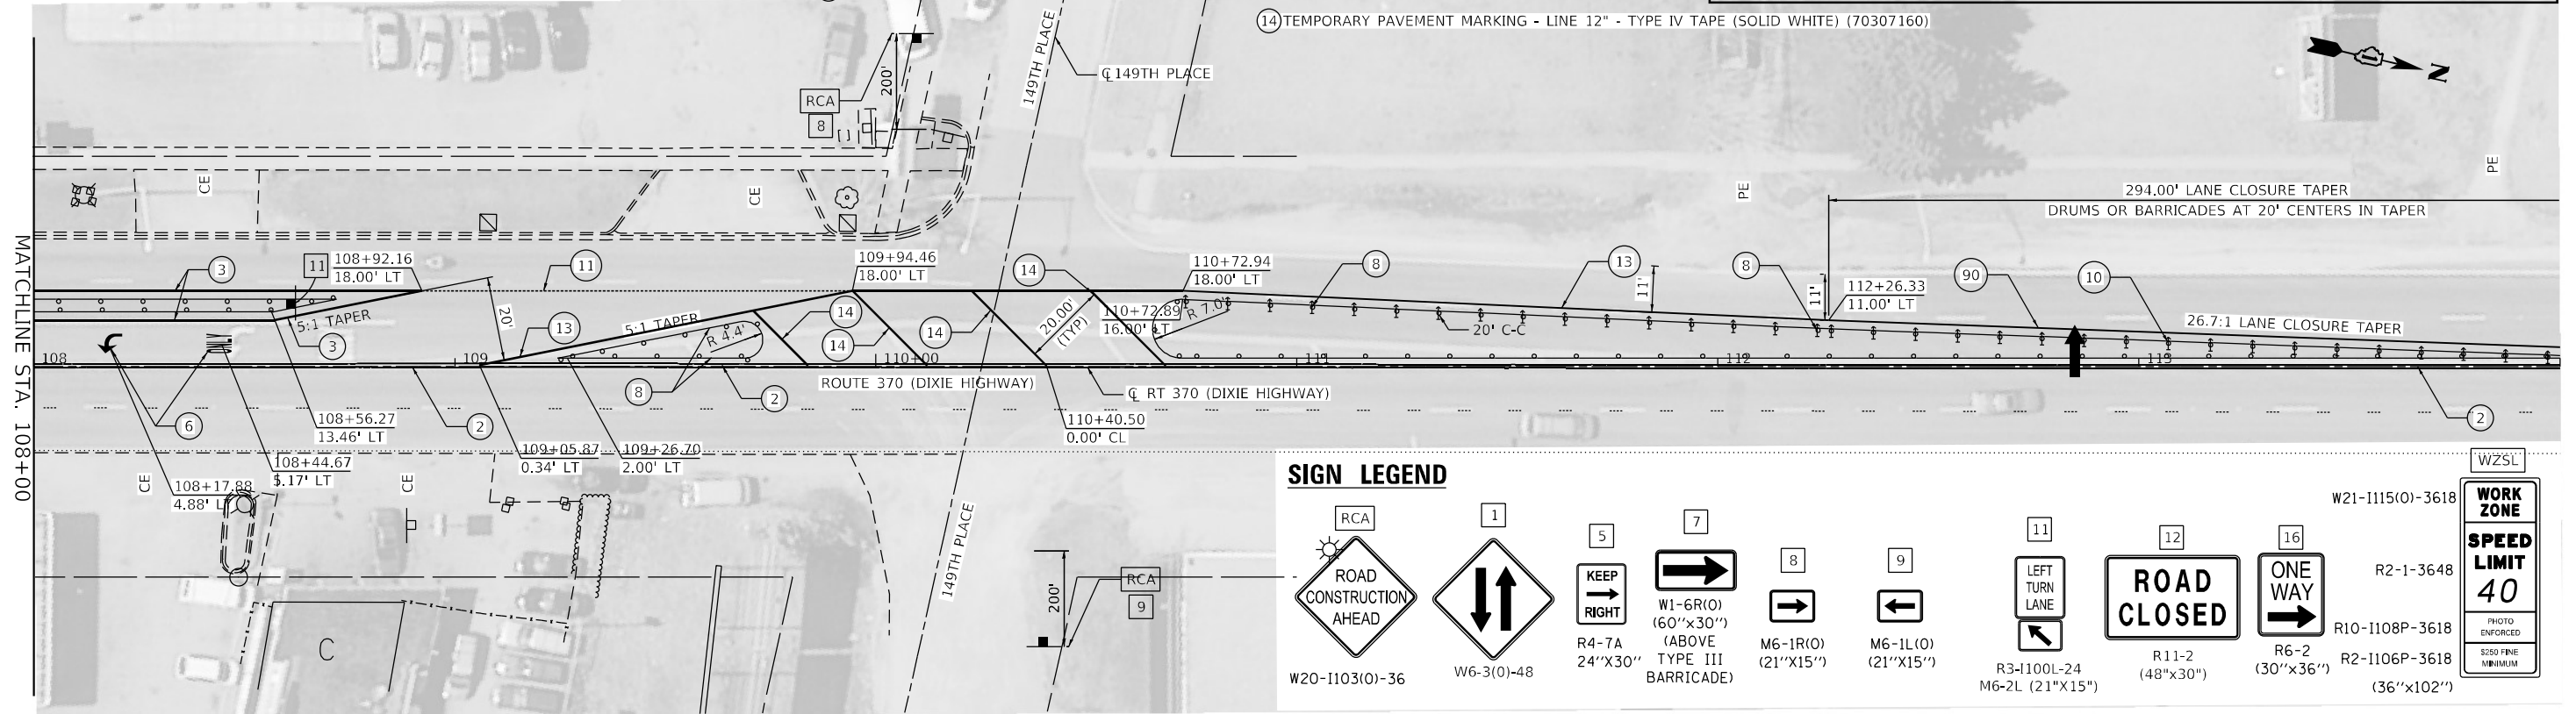 14 TEMPORARY PAVEMENT MARKING - LINE 12" - TYPE IV TAPE (SOLID WHITE) (70307160)
149TH PLACE
℄ 149TH PLACE
1
N
RCA
8
200'
CE
CE
PE
PE
294.00' LANE CLOSURE TAPER
DRUMS OR BARRICADES AT 20' CENTERS IN TAPER
MATCHLINE STA. 108+00
3
11
108+92.16
18.00' LT
11
109+94.46
18.00' LT
14
110+72.94
18.00' LT
8
13
11'
8
11'
90
10
112+26.33
11.00' LT
5:1 TAPER
3
20'
13
5:1 TAPER
R 4.4'
14
14
14
20.00'
(TYP)
110+72.89
16.00' LT
R 7.0'
20' C-C
26.7:1 LANE CLOSURE TAPER
108
109
110+00
111
112
113
8
2
ROUTE 370 (DIXIE HIGHWAY)
℄ RT 370 (DIXIE HIGHWAY)
6
108+56.27
13.46' LT
2
110+40.50
0.00' CL
2
108+44.67
5.17' LT
109+05.87
0.34' LT
109+26.70
2.00' LT
108+17.88
4.88' LT
CE
CE
C
149TH PLACE
200'
RCA
9
SIGN LEGEND
RCA
ROAD
CONSTRUCTION
AHEAD
W20-I103(O)-36
1
W6-3(O)-48
5
KEEP
RIGHT
R4-7A
24''X30''
7
W1-6R(O)
(60''x30'')
(ABOVE
TYPE III
BARRICADE)
8
M6-1R(O)
(21''X15'')
9
M6-1L(O)
(21''X15'')
11
LEFT
TURN
LANE
R3-I100L-24
M6-2L (21"X15")
12
ROAD
CLOSED
R11-2
(48"x30")
16
ONE
WAY
R6-2
(30''x36'')
WZSL
W21-I115(O)-3618
WORK
ZONE
R2-1-3648
SPEED
LIMIT
40
R10-I108P-3618
PHOTO
ENFORCED
R2-I106P-3618
$250 FINE
MINIMUM
(36''x102'')